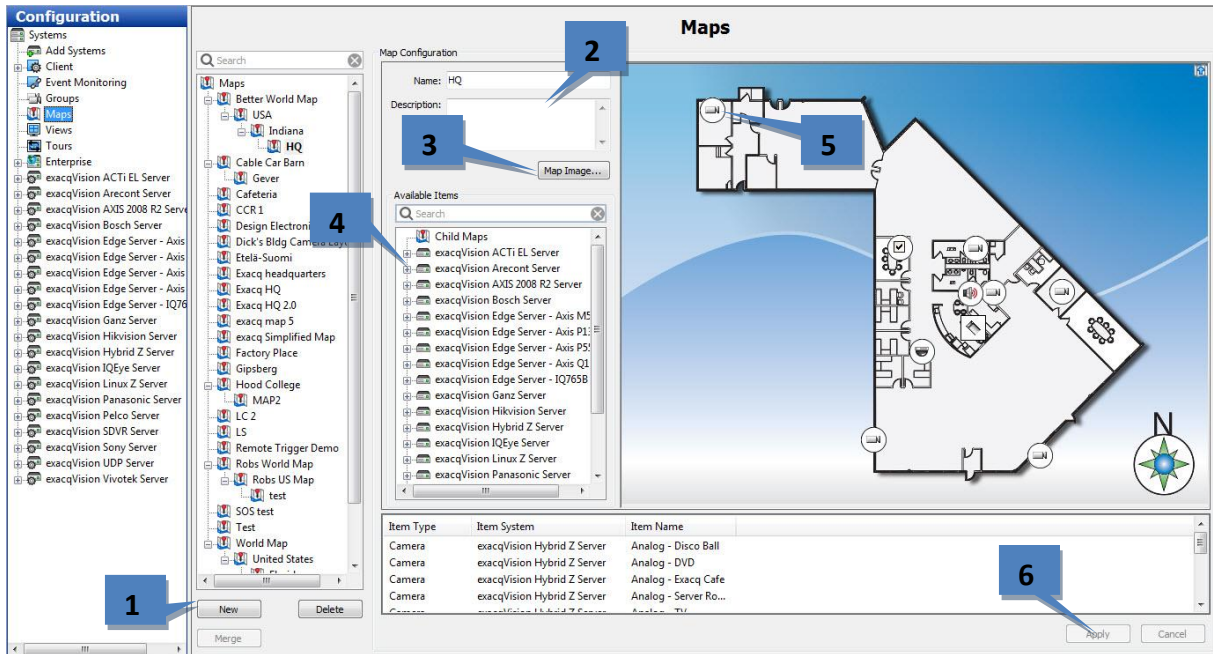 Configuration
Systems
Add Systems
Client
Event Monitoring
Groups
Maps
Views
Tours
Enterprise
exacqVision ACTi EL Server
exacqVision Arecont Server
exacqVision AXIS 2008 R2 Serve
exacqVision Bosch Server
exacqVision Edge Server - Axis
exacqVision Edge Server - Axis
exacqVision Edge Server - Axis
exacqVision Edge Server - Axis
exacqVision Edge Server - IQ76
exacqVision Ganz Server
exacqVision Hikvision Server
exacqVision Hybrid Z Server
exacqVision IQEye Server
exacqVision Linux Z Server
exacqVision Panasonic Server
exacqVision Pelco Server
exacqVision SDVR Server
exacqVision Sony Server
exacqVision UDP Server
exacqVision Vivotek Server
Maps
Search
Maps
Better World Map
USA
Indiana
HQ
Cable Car Barn
Gever
Cafeteria
CCR 1
Design Electroni
Dick's Bldg Camera Layo
Etelä-Suomi
Exacq headquarters
Exacq HQ
Exacq HQ 2.0
exacq map 5
exacq Simplified Map
Factory Place
Gipsberg
Hood College
MAP2
LC 2
LS
Remote Trigger Demo
Robs World Map
Robs US Map
test
SOS test
Test
World Map
United States
1
New
Delete
Merge
Map Configuration
2
Name: HQ
Description:
3
Map Image...
Available Items
Search
4
Child Maps
exacqVision ACTi EL Server
exacqVision Arecont Server
exacqVision AXIS 2008 R2 Server
exacqVision Bosch Server
exacqVision Edge Server - Axis M5
exacqVision Edge Server - Axis P13
exacqVision Edge Server - Axis P55
exacqVision Edge Server - Axis Q1
exacqVision Edge Server - IQ765B
exacqVision Ganz Server
exacqVision Hikvision Server
exacqVision Hybrid Z Server
exacqVision IQEye Server
exacqVision Linux Z Server
exacqVision Panasonic Server
5
N
Item Type Item System Item Name
Camera exacqVision Hybrid Z Server Analog - Disco Ball
Camera exacqVision Hybrid Z Server Analog - DVD
Camera exacqVision Hybrid Z Server Analog - Exacq Cafe
Camera exacqVision Hybrid Z Server Analog - Server Ro...
6
Apply
Cancel